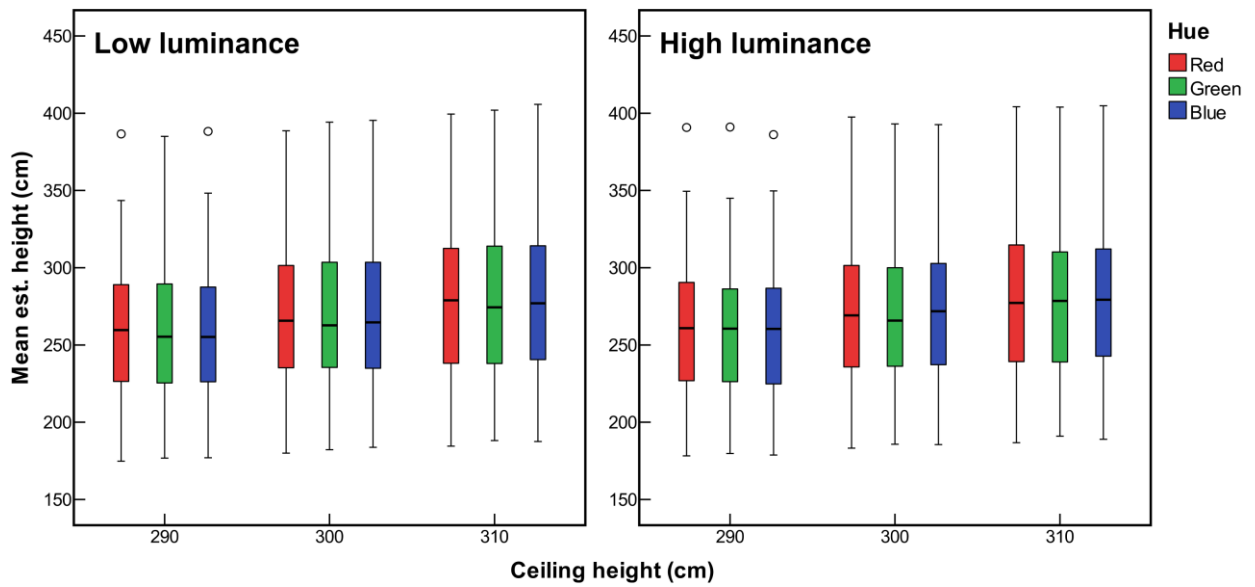 Low luminance
High luminance
Hue
Red
Green
Blue
Mean est. height (cm)
450
400
350
300
250
200
150
450
400
350
300
250
200
150
290
300
310
290
300
310
Ceiling height (cm)